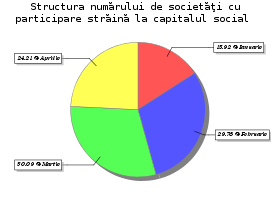 Structura numărului de societăţi cu
participare străină la capitalul social
15.92 % Ianuarie
24.21 % Aprilie
29.78 % Februarie
30.09 % Martie